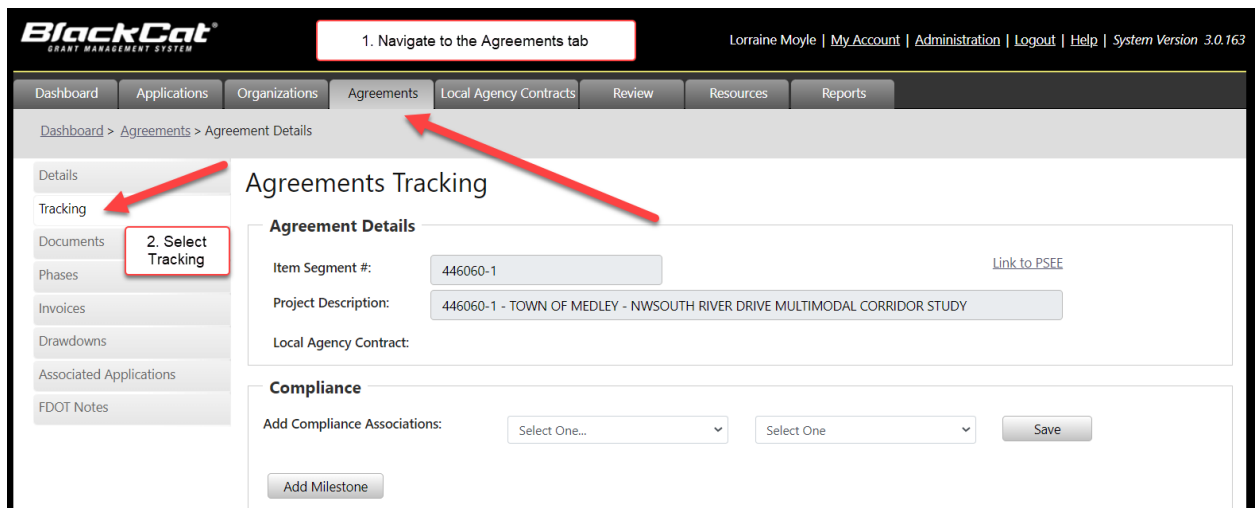 BlackCat
GRANT MANAGEMENT SYSTEM
1. Navigate to the Agreements tab
Lorraine Moyle | My Account | Administration | Logout | Help | System Version 3.0.163
Dashboard Applications Organizations Agreements Local Agency Contracts Review Resources Reports
Dashboard > Agreements > Agreement Details
Details
Tracking
Documents
Phases
Invoices
Drawdowns
Associated Applications
FDOT Notes
2. Select
Tracking
Agreements Tracking
Agreement Details
Item Segment #: 446060-1 Link to PSEE
Project Description: 446060-1 - TOWN OF MEDLEY - NWSOUTH RIVER DRIVE MULTIMODAL CORRIDOR STUDY
Local Agency Contract:
Compliance
Add Compliance Associations: Select One... Select One Save
Add Milestone